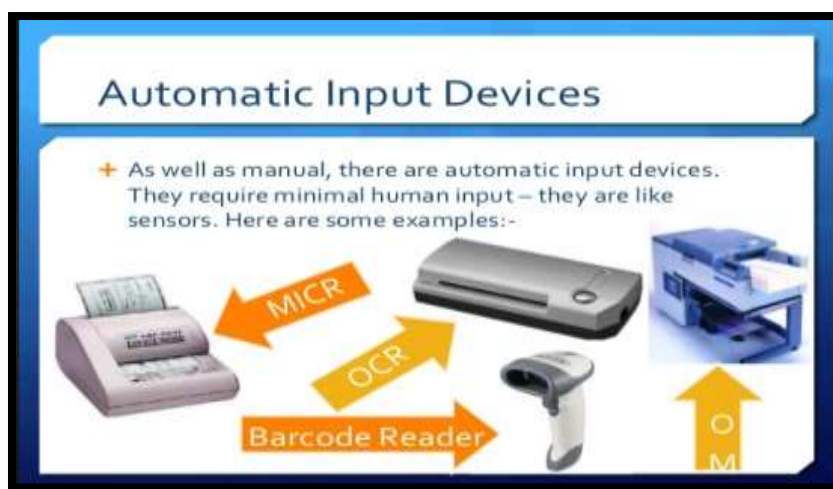 Automatic Input Devices
+ As well as manual, there are automatic input devices.
They require minimal human input – they are like
sensors. Here are some examples:-
MICR
OCR
Barcode Reader
O
M